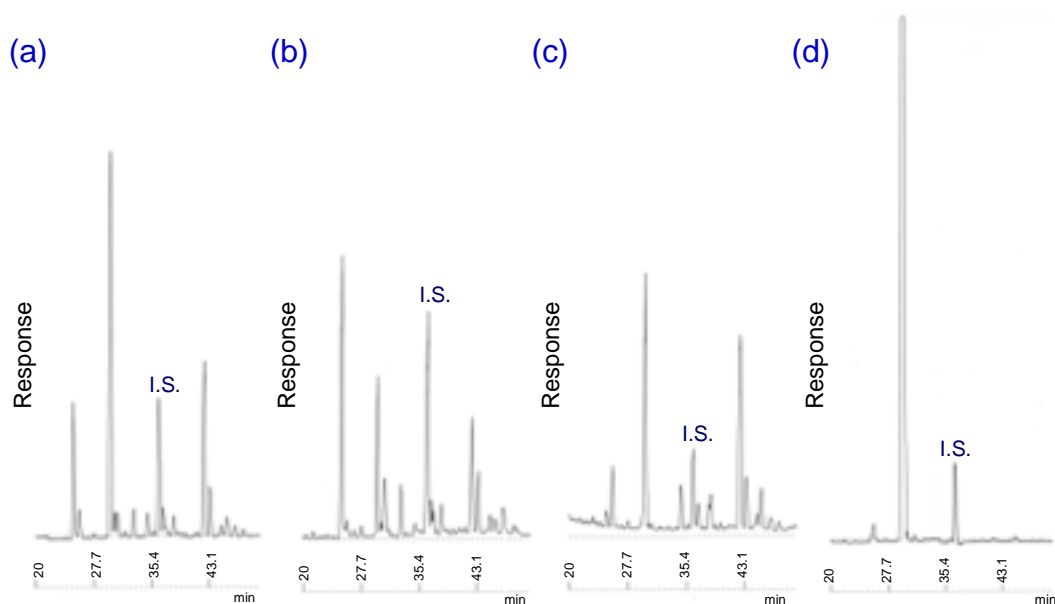 (a)
Response
I.S.
20
27.7
35.4
43.1
min
(b)
Response
I.S.
20
27.7
35.4
43.1
min
(c)
Response
I.S.
20
27.7
35.4
43.1
min
(d)
Response
I.S.
20
27.7
35.4
43.1
min